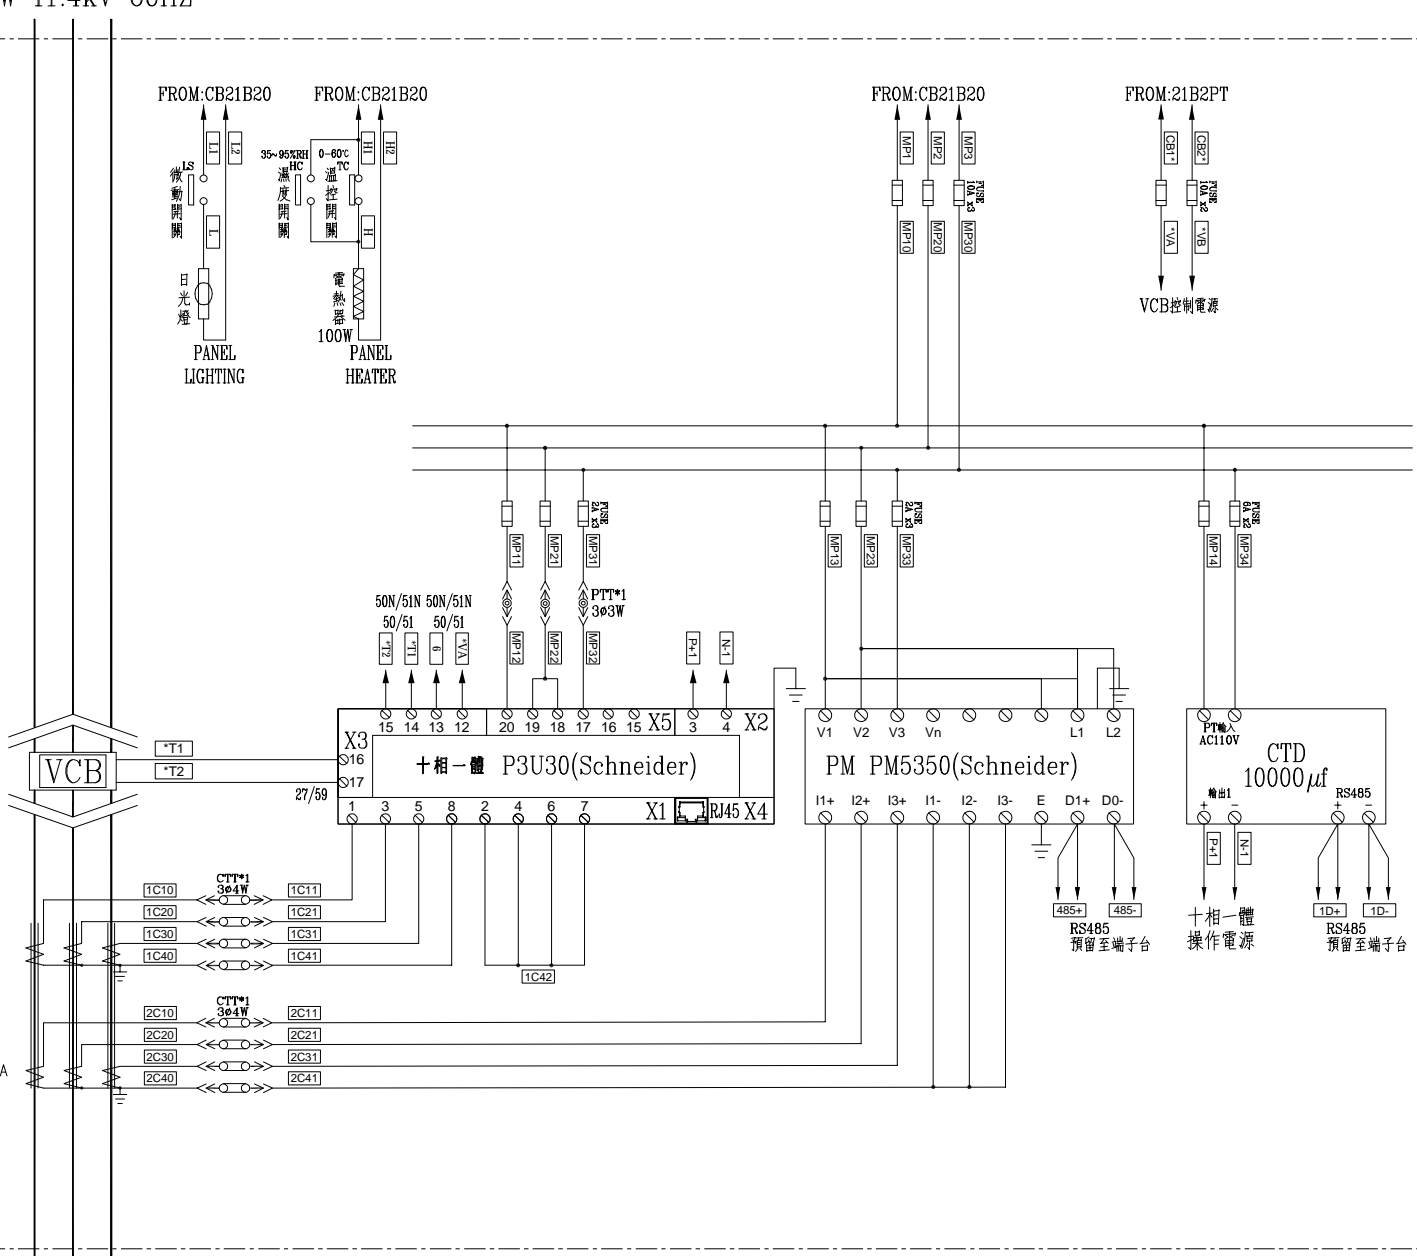 FROM:CB21B20
FROM:CB21B20
FROM:CB21B20
FROM:21B2PT
L1
L2
H1
H2
MP1
MP2
MP3
CB1*
CB2*
35~95%RH
0-60℃
LS
HC
TC
微動開關
濕度開關
溫控開關
FUSE
10A x3
FUSE
10A x2
L
H
MP10
MP20
MP30
*VA
*VB
日光燈
電熱器
100W
VCB控制電源
PANEL
LIGHTING
PANEL
HEATER
FUSE
2A x3
FUSE
2A x3
FUSE
6A x2
MP11
MP21
MP31
MP13
MP23
MP33
MP14
MP34
PTT*1
3ø3W
50N/51N
50N/51N
50/51
50/51
*T2
*T1
6
*VA
MP12
MP22
MP32
P+1
N-1
15
14
13
12
20
19
18
17
16
15
X5
3
4
X2
V1
V2
V3
Vn
L1
L2
PT輸入
AC110V
X3
16
17
VCB
*T1
*T2
27/59
十相一體 P3U30(Schneider)
PM PM5350(Schneider)
CTD
10000μf
1
3
5
8
2
4
6
7
X1
RJ45
X4
I1+
I2+
I3+
I1-
I2-
I3-
E
D1+
D0-
輸出1
RS485
+
-
+
-
P+1
N-1
1C10
CTT*1
3ø4W
1C11
1C20
1C21
1C30
1C31
1C40
1C41
1C42
485+
485-
RS485
預留至端子台
十相一體
操作電源
1D+
1D-
RS485
預留至端子台
2C10
CTT*1
3ø4W
2C11
2C20
2C21
2C30
2C31
2C40
2C41
A